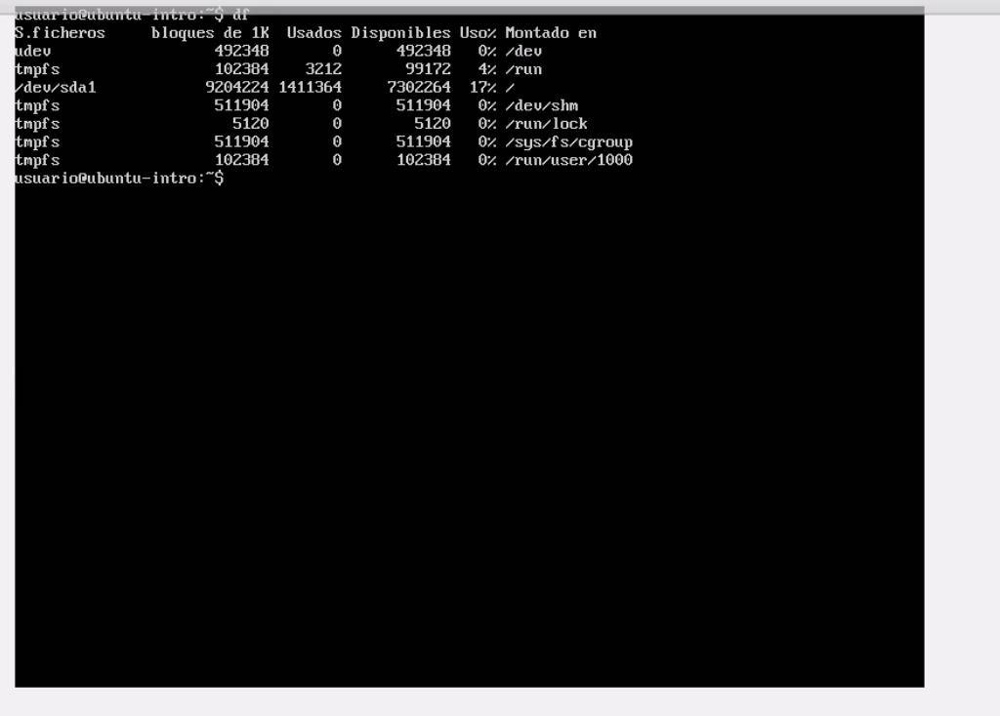 usuario@ubuntu-intro:~$ df
S.ficheros     bloques de 1K  Usados Disponibles Uso% Montado en
udev                  492348       0      492348   0% /dev
tmpfs                 102384    3212       99172   4% /run
/dev/sda1            9204224 1411364     7302264  17% /
tmpfs                 511904       0      511904   0% /dev/shm
tmpfs                   5120       0        5120   0% /run/lock
tmpfs                 511904       0      511904   0% /sys/fs/cgroup
tmpfs                 102384       0      102384   0% /run/user/1000
usuario@ubuntu-intro:~$